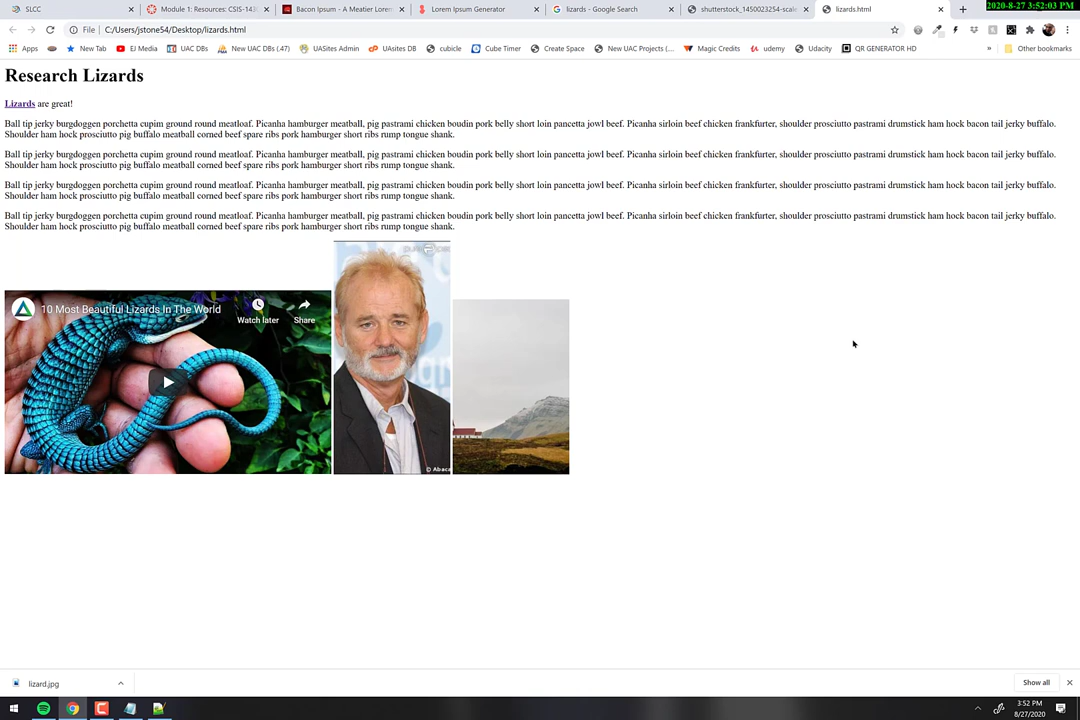 SLCC
Module 1: Resources: CSIS-143
Bacon Ipsum - A Meatier Lorem
Lorem Ipsum Generator
lizards - Google Search
shutterstock_1450023254-scale
lizards.html
2020-8-27 3:52:03 PM
File | C:/Users/jstone54/Desktop/lizards.html
Apps
New Tab
EJ Media
UAC DBs
New UAC DBs (.47)
UASites Admin
UAsites DB
cubicle
Cube Timer
Create Space
New UAC Projects (...
Magic Credits
udemy
Udacity
QR GENERATOR HD
»
Other bookmarks
Research Lizards
Lizards are great!
Ball tip jerky burgdoggen porchetta cupim ground round meatloaf. Picanha hamburger meatball, pig pastrami chicken boudin pork belly short loin pancetta jowl beef. Picanha sirloin beef chicken frankfurter, shoulder prosciutto pastrami drumstick ham hock bacon tail jerky buffalo.
Shoulder ham hock prosciutto pig buffalo meatball corned beef spare ribs pork hamburger short ribs rump tongue shank.
Ball tip jerky burgdoggen porchetta cupim ground round meatloaf. Picanha hamburger meatball, pig pastrami chicken boudin pork belly short loin pancetta jowl beef. Picanha sirloin beef chicken frankfurter, shoulder prosciutto pastrami drumstick ham hock bacon tail jerky buffalo.
Shoulder ham hock prosciutto pig buffalo meatball corned beef spare ribs pork hamburger short ribs rump tongue shank.
Ball tip jerky burgdoggen porchetta cupim ground round meatloaf. Picanha hamburger meatball, pig pastrami chicken boudin pork belly short loin pancetta jowl beef. Picanha sirloin beef chicken frankfurter, shoulder prosciutto pastrami drumstick ham hock bacon tail jerky buffalo.
Shoulder ham hock prosciutto pig buffalo meatball corned beef spare ribs pork hamburger short ribs rump tongue shank.
Ball tip jerky burgdoggen porchetta cupim ground round meatloaf. Picanha hamburger meatball, pig pastrami chicken boudin pork belly short loin pancetta jowl beef. Picanha sirloin beef chicken frankfurter, shoulder prosciutto pastrami drumstick ham hock bacon tail jerky buffalo.
Shoulder ham hock prosciutto pig buffalo meatball corned beef spare ribs pork hamburger short ribs rump tongue shank.
10 Most Beautiful Lizards In The World
Watch later
Share
© Abaca
lizard.jpg
Show all
3:52 PM
8/27/2020